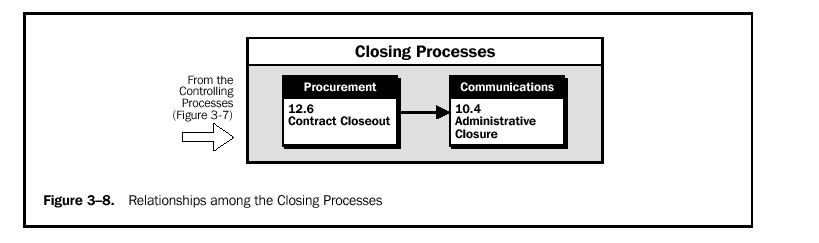 Closing Processes
From the
Controlling
Processes
(Figure 3-7)
Procurement
12.6
Contract Closeout
Communications
10.4
Administrative
Closure
Figure 3–8. Relationships among the Closing Processes